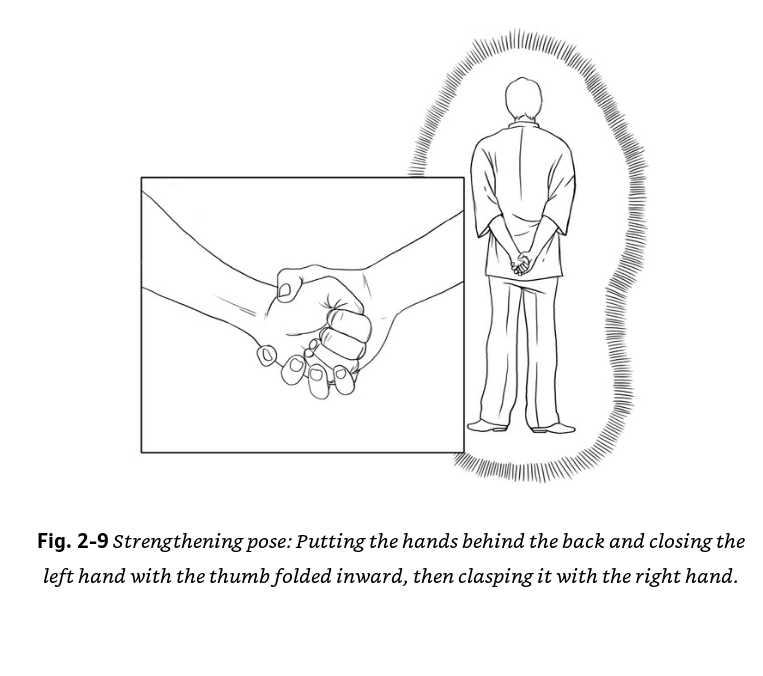 Fig. 2-9 Strengthening pose: Putting the hands behind the back and closing the
left hand with the thumb folded inward, then clasping it with the right hand.